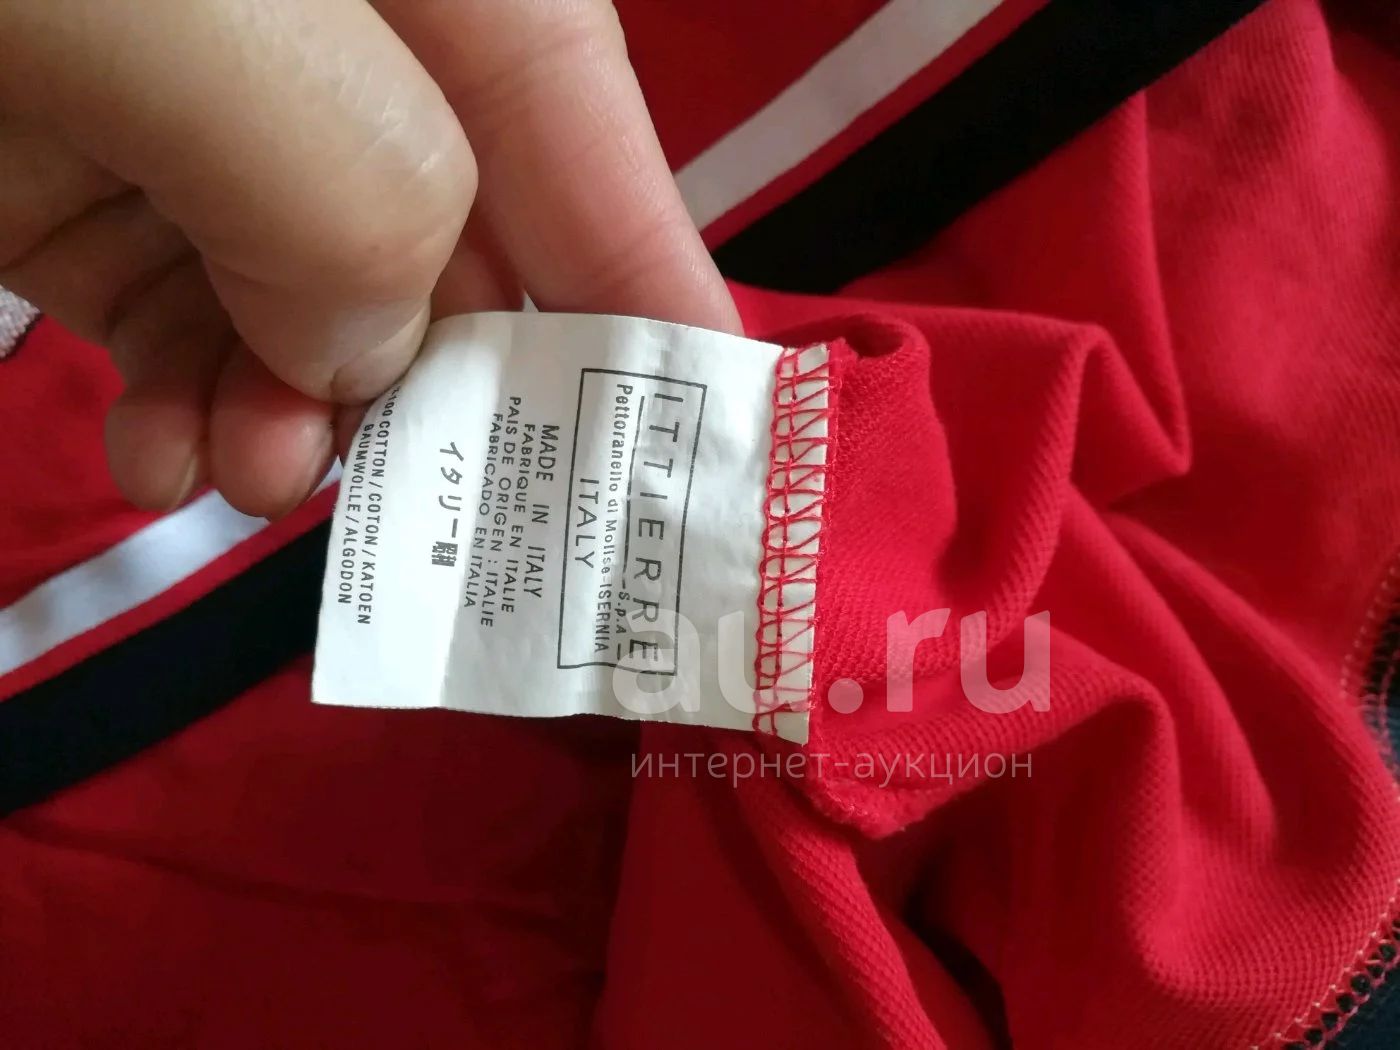 ITTIERRE
S.p.A
Pettoranello di Molise-ISERNIA
ITALY
MADE IN ITALY
FABRIQUE EN ITALIE
PAIS DE ORIGEN : ITALIE
FABRICADO EN ITALIA
イタリー製
100 COTTON/COTON/KATOEN
BAUMWOLLE/ALGODON
au.ru
интернет-аукцион